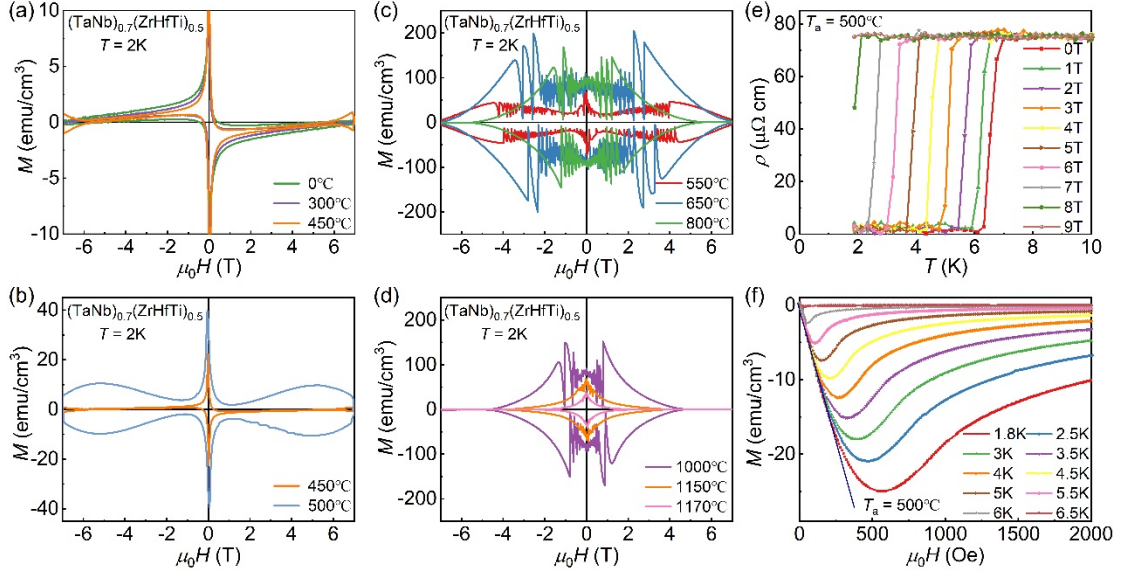 (a)
(TaNb)0.7(ZrHfTi)0.5
T = 2K
10
5
0
-5
-10
M (emu/cm3)
0℃
300℃
450℃
-6 -4 -2 0 2 4 6
μ0H (T)
(b)
(TaNb)0.7(ZrHfTi)0.5
T = 2K
40
20
0
-20
-40
M (emu/cm3)
450℃
500℃
-6 -4 -2 0 2 4 6
μ0H (T)
(c)
(TaNb)0.7(ZrHfTi)0.5
T = 2K
200
100
0
-100
-200
M (emu/cm3)
550℃
650℃
800℃
-6 -4 -2 0 2 4 6
μ0H (T)
(d)
(TaNb)0.7(ZrHfTi)0.5
T = 2K
200
100
0
-100
-200
M (emu/cm3)
1000℃
1150℃
1170℃
-6 -4 -2 0 2 4 6
μ0H (T)
(e)
Ta = 500℃
80
60
40
20
0
ρ (μΩ cm)
0T
1T
2T
3T
4T
5T
6T
7T
8T
9T
0 2 4 6 8 10
T (K)
(f)
0
-10
-20
M (emu/cm3)
1.8K 2.5K
3K 3.5K
4K 4.5K
5K 5.5K
6K 6.5K
Ta = 500℃
0 500 1000 1500 2000
μ0H (Oe)